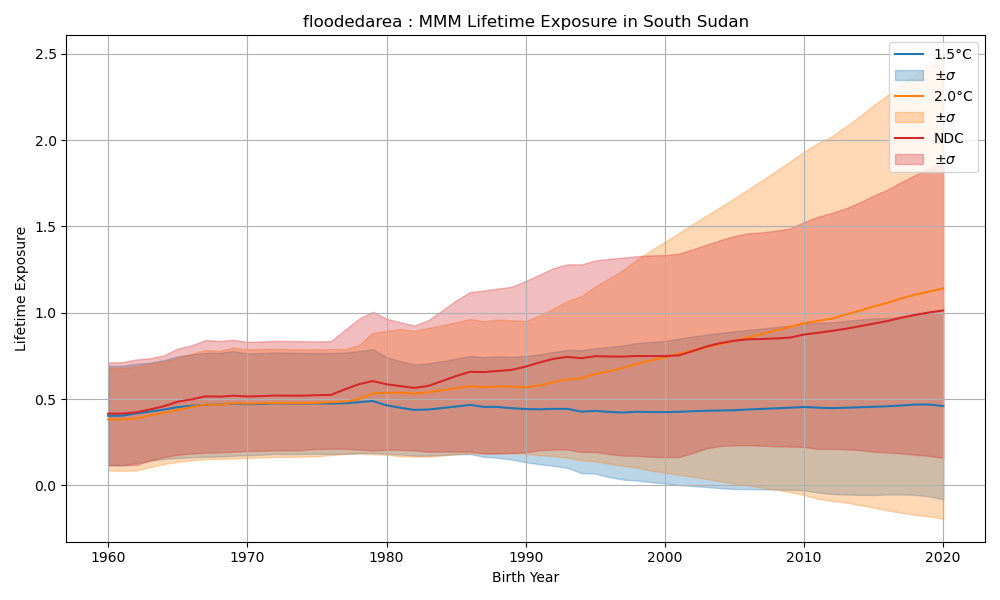 floodedarea : MMM Lifetime Exposure in South Sudan
2.5
2.0
1.5
1.0
0.5
0.0
Lifetime Exposure
1.5°C
±σ
2.0°C
±σ
NDC
±σ
1960
1970
1980
1990
2000
2010
2020
Birth Year